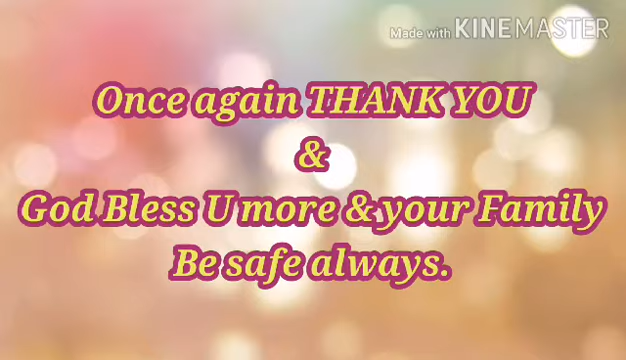 Made with KINEMASTER
Once again THANK YOU
&
God Bless U more & your Family
Be safe always.